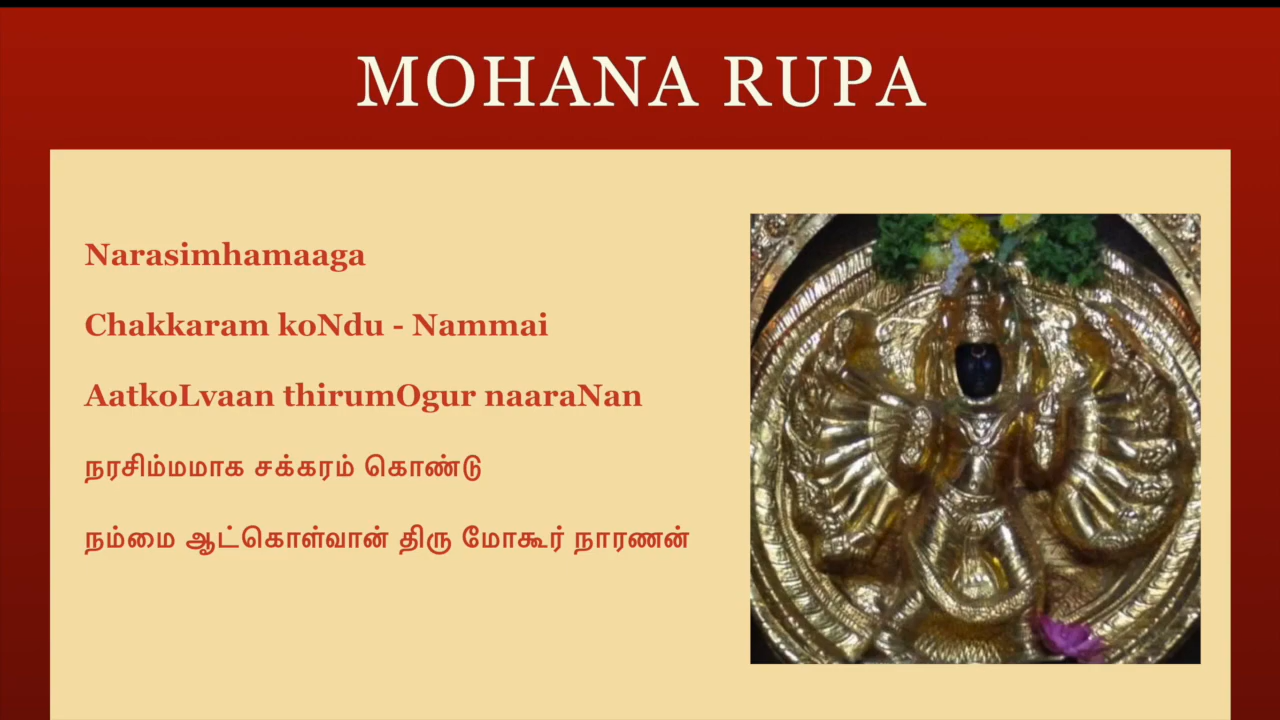 MOHANA RUPA
Narasimhamaaga
Chakkaram koNdu - Nammai
AatkoLvaan thirumOgur naaraNan
நரசிம்மமாக சக்கரம் கொண்டு
நம்மை ஆட்கொள்வான் திரு மோகூர் நாரணன்